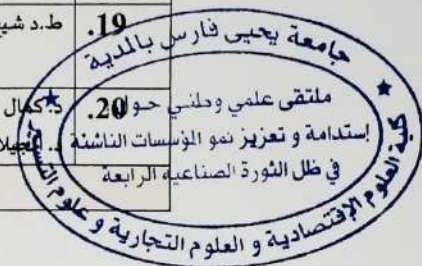 19.
ط.د شيخ
20.
د. كمال
جامعة يحيى فارس بالمدية
ملتقى علمي وطني حول
إستدامة و تعزيز نمو المؤسسات الناشئة
في ظل الثورة الصناعية الرابعة
كلية العلوم الإقتصادية و العلوم التجارية و علوم